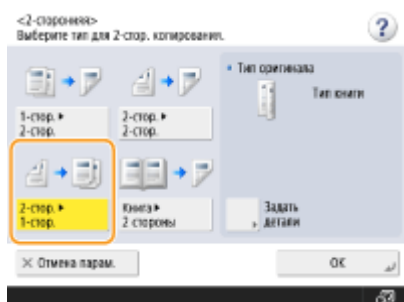 <2-сторонняя>
Выберите тип для 2-стор. копирования.
?
• Тип оригинала
Тип книги
1-стор. ▸
2-стор.
2-стор. ▸
2-стор.
2-стор. ▸
1-стор.
Книга ▸
2 стороны
Задать
детали
× Отмена парам.
OK